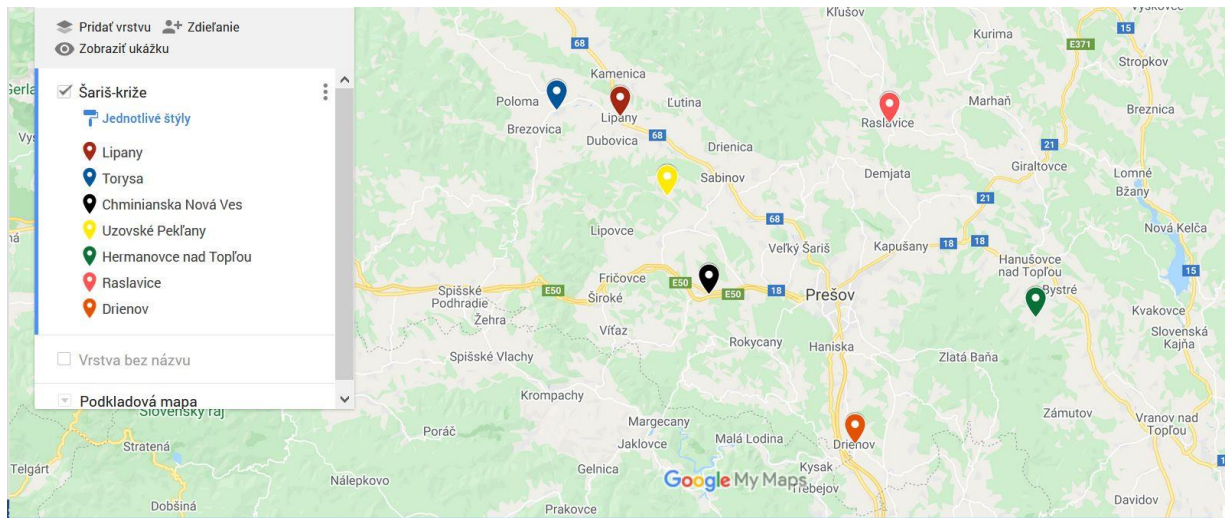 Pridať vrstvu Zdieľanie
Zobraziť ukážku
Šariš-kríže
Jednotlivé štýly
Lipany
Torysa
Chminianska Nová Ves
Uzovské Pekľany
Hermanovce nad Topľou
Raslavice
Drienov
Vrstva bez názvu
Podkladová mapa
Kľušov
Kurima
15
68
E371
Stropkov
Kamenica
Poloma
Lipany
Ľutina
Raslavice
Marhaň
Breznica
Brezovica
Dubovica
68
Drienica
21
Giraltovce
Sabinov
Demjata
Lomné
Bžany
21
68
Lipovce
Veľký Šariš
Kapušany
18
18
18
Nová Kelča
Hanušovce
nad Topľou
15
Fričovce
E50
E50
E50
18
Prešov
Bystré
Spišské
Podhradie
Široké
Žehra
Víťaz
Kvakovce
Slovenská
Kajňa
Rokycany
Haniska
Spišské Vlachy
Zlatá Baňa
Krompachy
Slovenský raj
Zámutov
Vranov nad
Topľou
Margecany
Poráč
Jaklovce
Malá Lodina
Drienov
Stratená
Telgárt
Gelnica
Kysak
Nálepkovo
Google My Maps
Trebejov
Dobšiná
Prakovce
Davidov